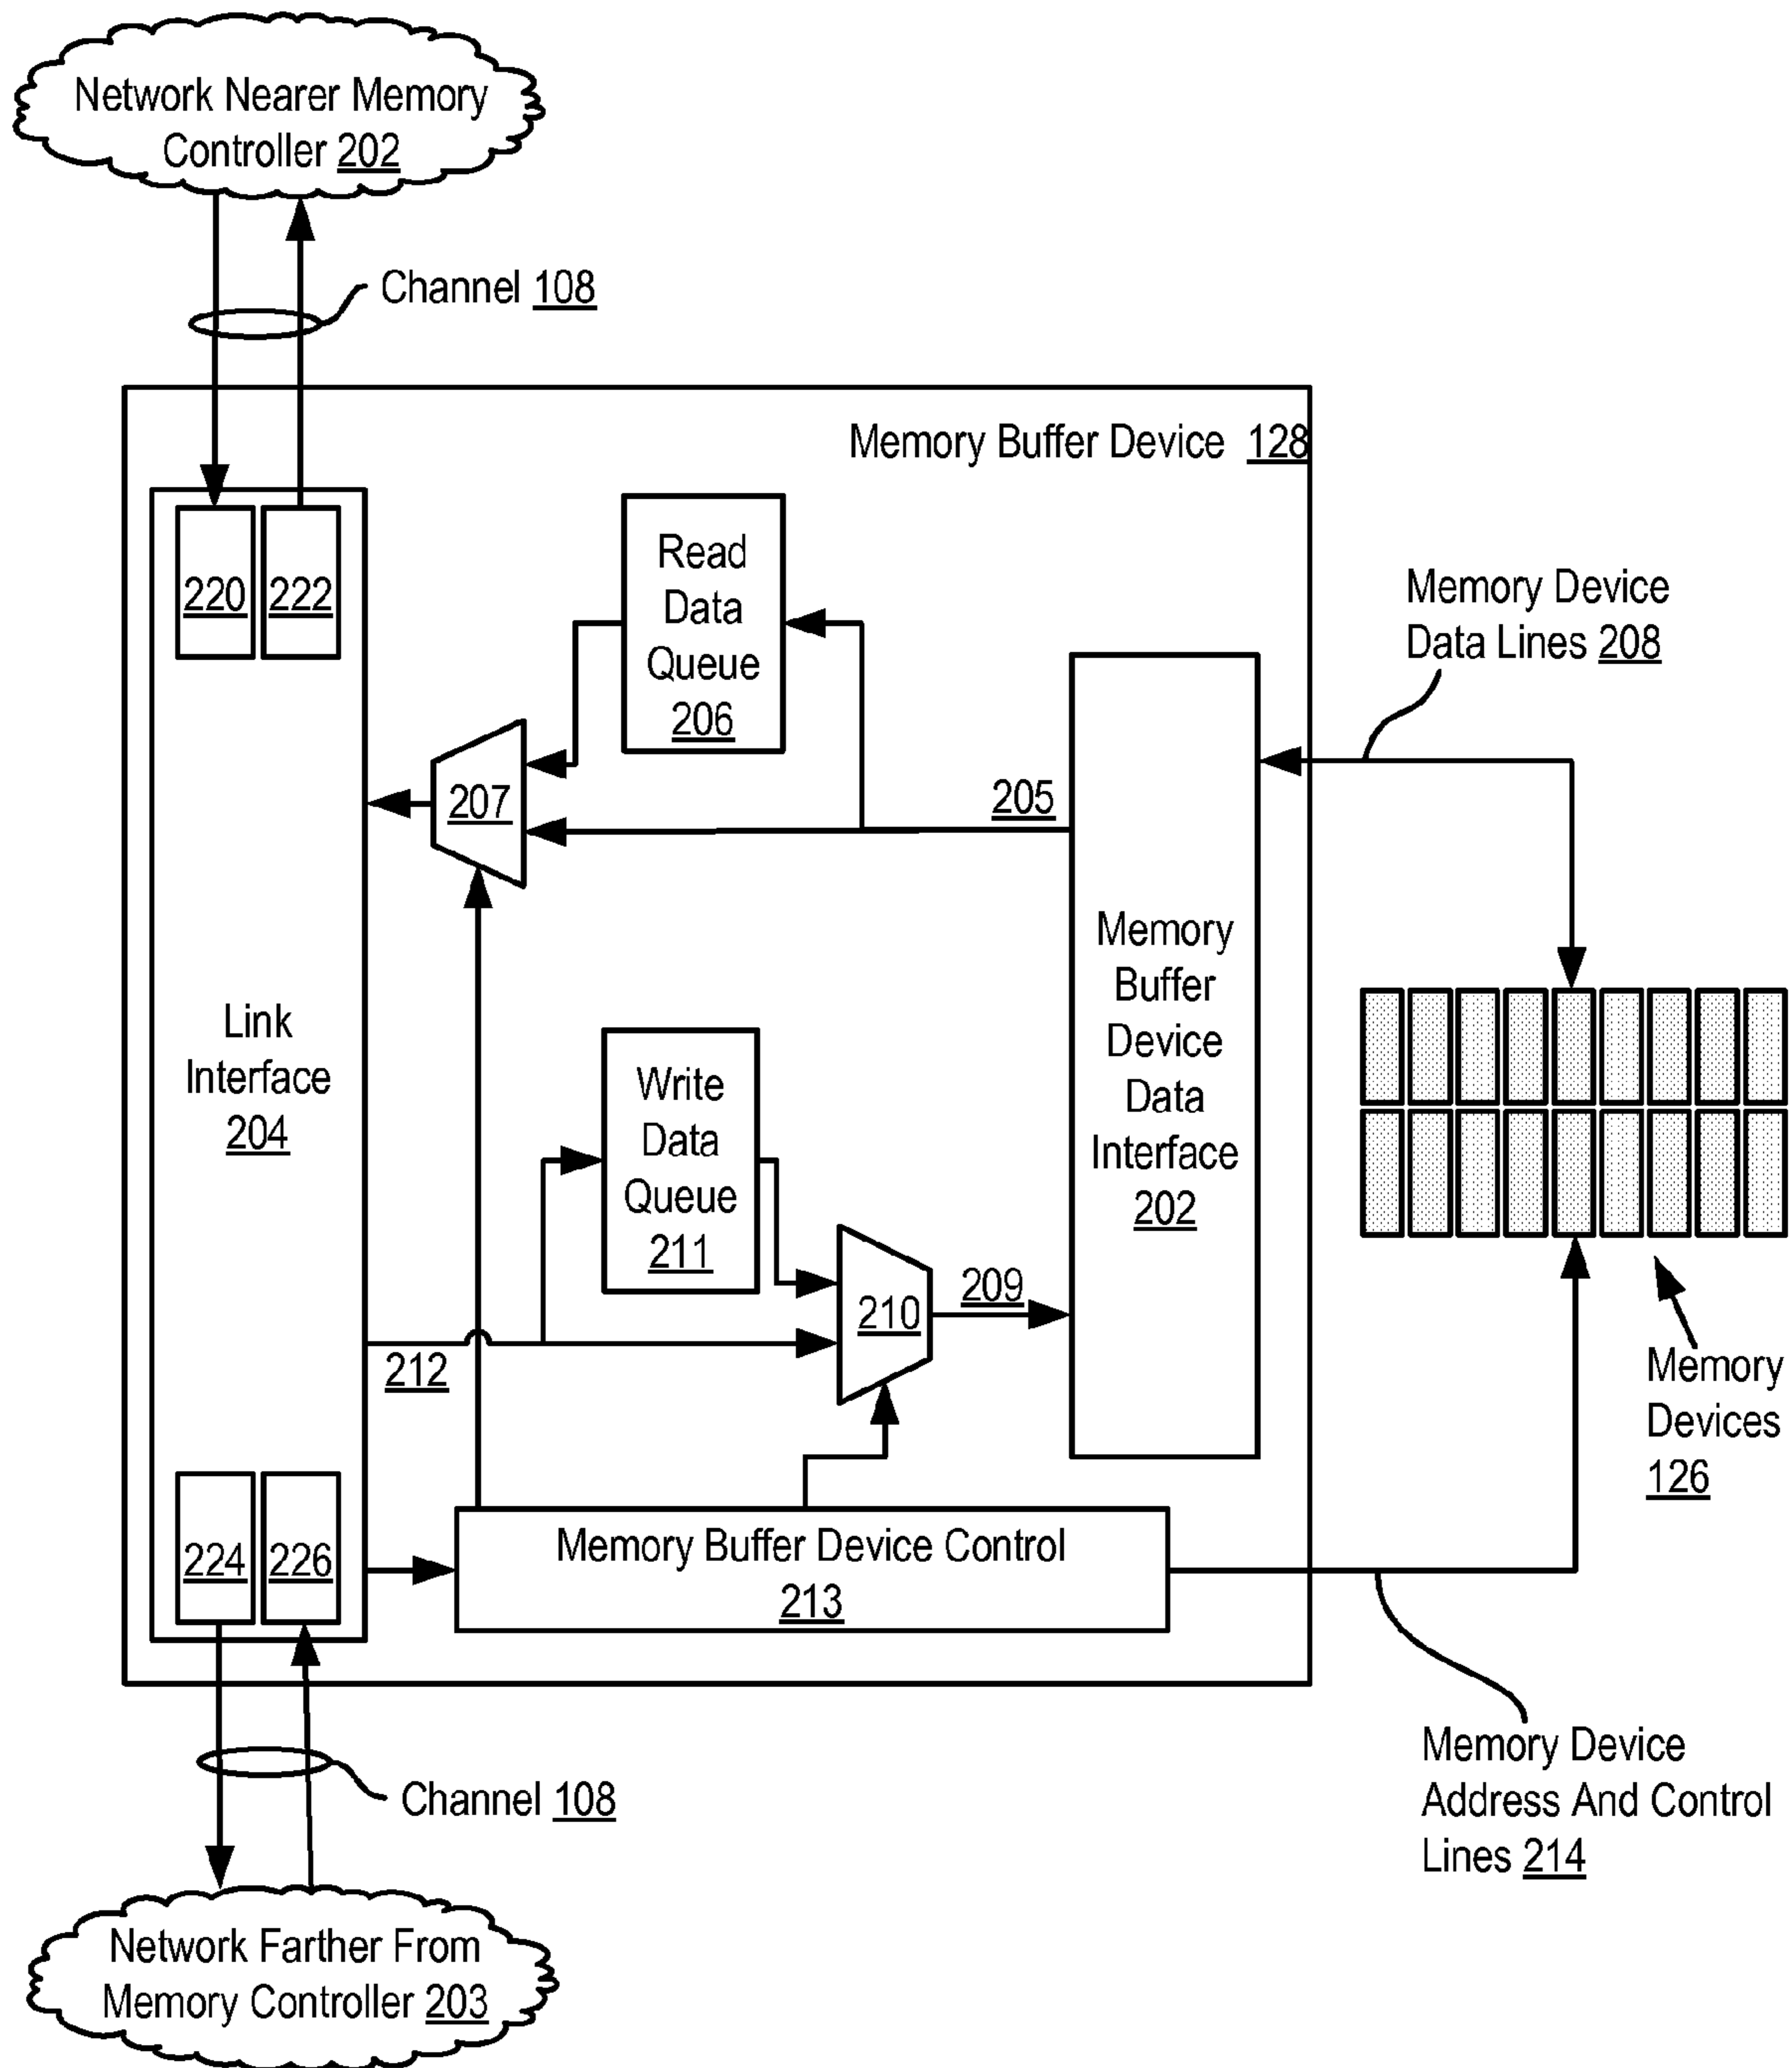 Network Nearer Memory
Controller 202
Channel 108
Memory Buffer Device 128
220
222
Read
Data
Queue
206
Memory Device
Data Lines 208
207
205
Memory
Buffer
Device
Data
Interface
202
Link
Interface
204
Write
Data
Queue
211
210
209
212
Memory
Devices
126
224
226
Memory Buffer Device Control
213
Memory Device
Address And Control
Lines 214
Channel 108
Network Farther From
Memory Controller 203